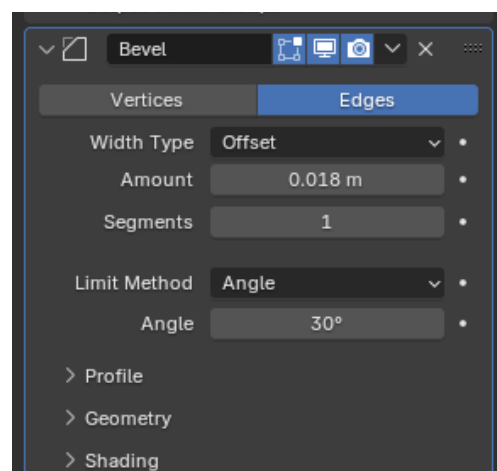 Bevel
Vertices Edges
Width Type Offset
Amount 0.018 m
Segments 1
Limit Method Angle
Angle 30°
Profile
Geometry
Shading